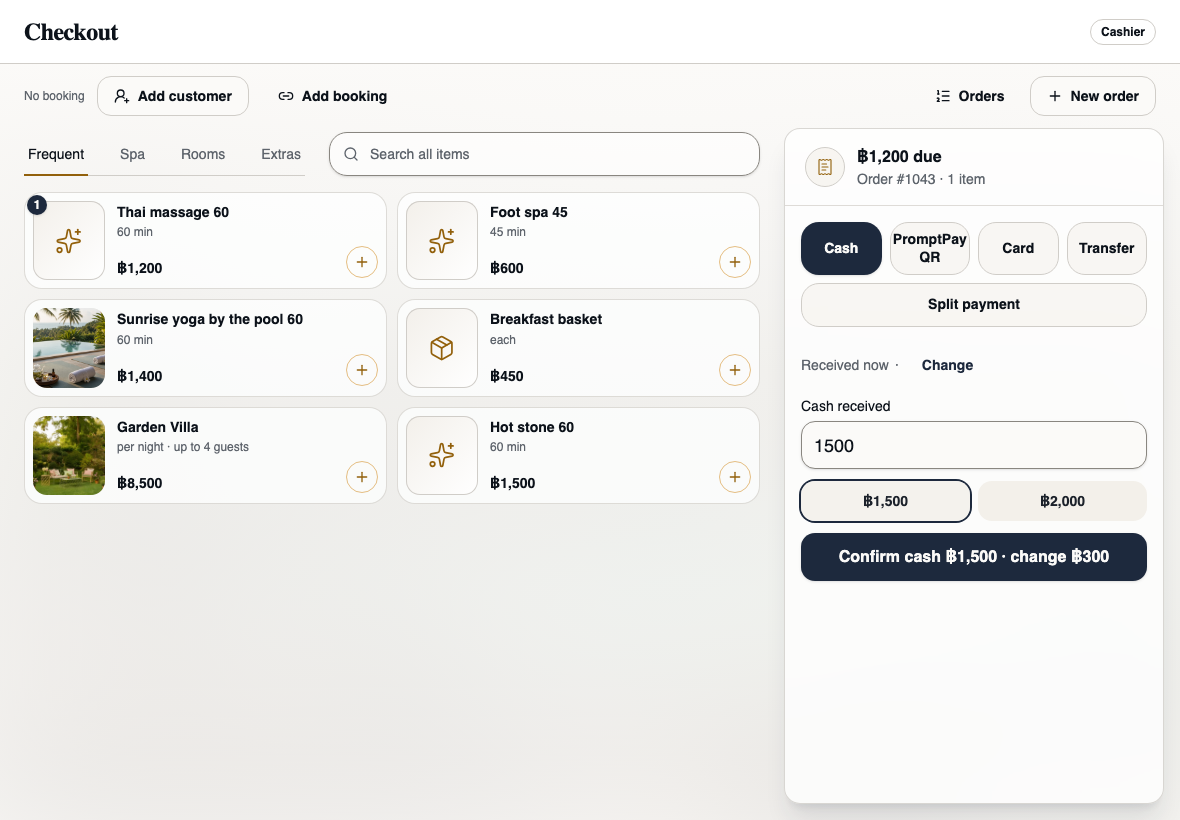 Checkout
Cashier
No booking
Add customer
Add booking
Orders
New order
Frequent
Spa
Rooms
Extras
Search all items
1
Thai massage 60
60 min
฿1,200
Foot spa 45
45 min
฿600
Sunrise yoga by the pool 60
60 min
฿1,400
Breakfast basket
each
฿450
Garden Villa
per night · up to 4 guests
฿8,500
Hot stone 60
60 min
฿1,500
฿1,200 due
Order #1043 · 1 item
Cash
PromptPay
QR
Card
Transfer
Split payment
Received now ·
Change
Cash received
1500
฿1,500
฿2,000
Confirm cash ฿1,500 · change ฿300